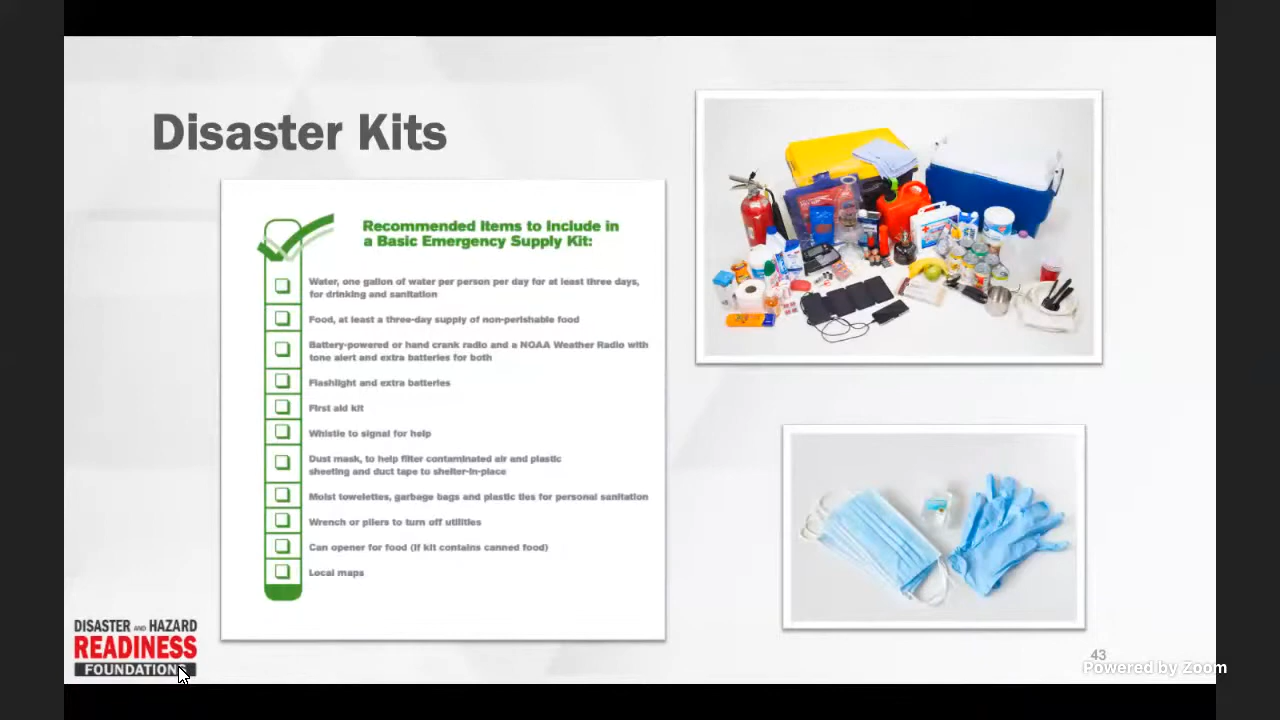 Disaster Kits
Recommended Items to Include in
a Basic Emergency Supply Kit:
Water, one gallon of water per person per day for at least three days,
for drinking and sanitation
Food, at least a three-day supply of non-perishable food
Battery-powered or hand crank radio and a NOAA Weather Radio with
tone alert and extra batteries for both
Flashlight and extra batteries
First aid kit
Whistle to signal for help
Dust mask, to help filter contaminated air and plastic
sheeting and duct tape to shelter-in-place
Moist towelettes, garbage bags and plastic ties for personal sanitation
Wrench or pliers to turn off utilities
Can opener for food (if kit contains canned food)
Local maps
DISASTER AND HAZARD
READINESS
FOUNDATIONS
43
Powered by Zoom